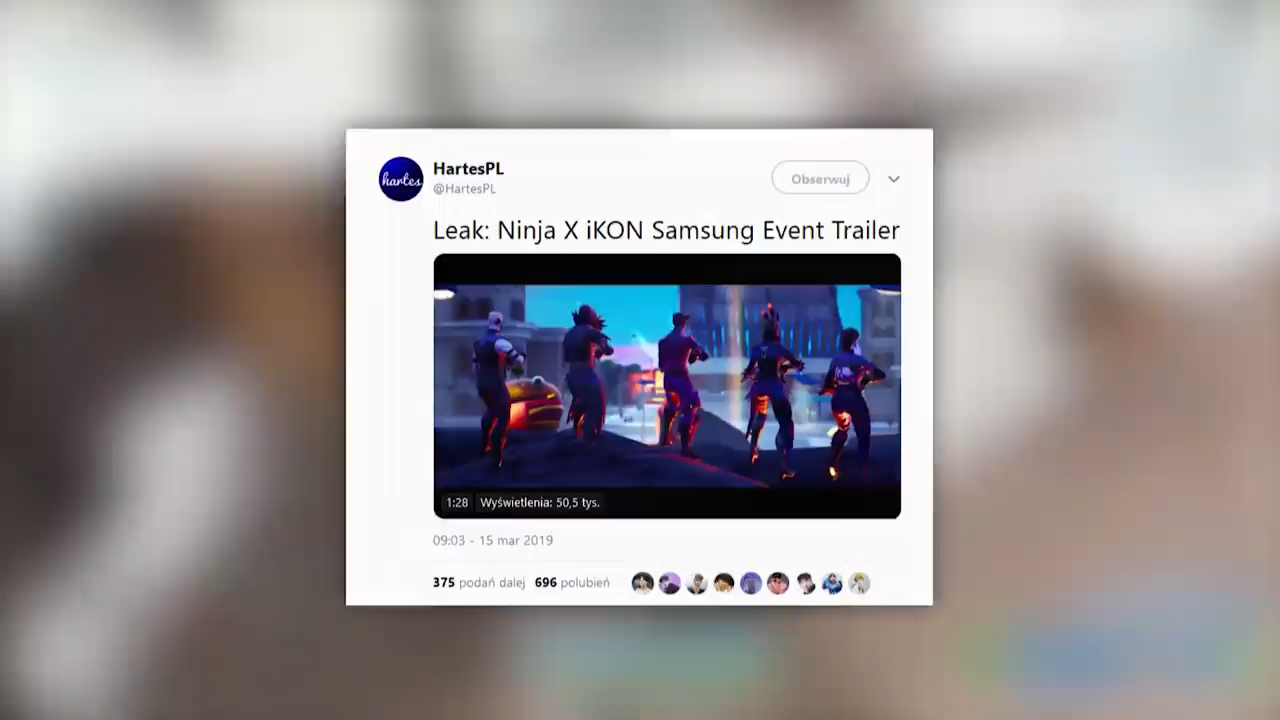 hartes
HartesPL
@HartesPL
Obserwuj
Leak: Ninja X iKON Samsung Event Trailer
1:28 Wyświetlenia: 50,5 tys.
09:03 - 15 mar 2019
375 podań dalej 696 polubień